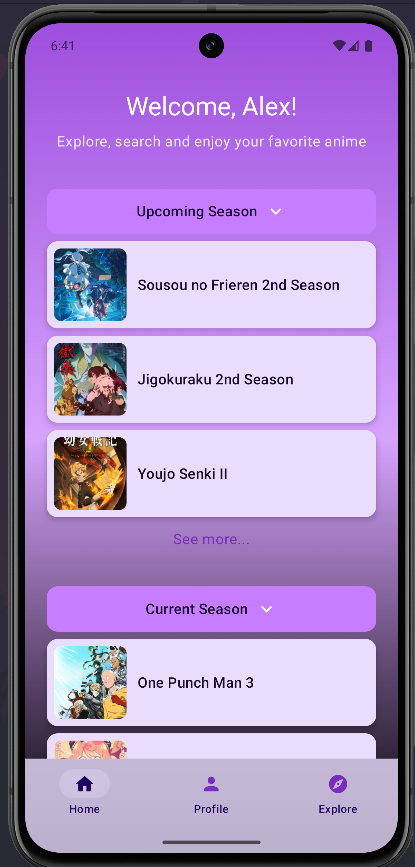 6:41
Welcome, Alex!
Explore, search and enjoy your favorite anime
Upcoming Season
Sousou no Frieren 2nd Season
獄
Jigokuraku 2nd Season
幼女戦記
Youjo Senki II
See more...
Current Season
One Punch Man 3
Home
Profile
Explore